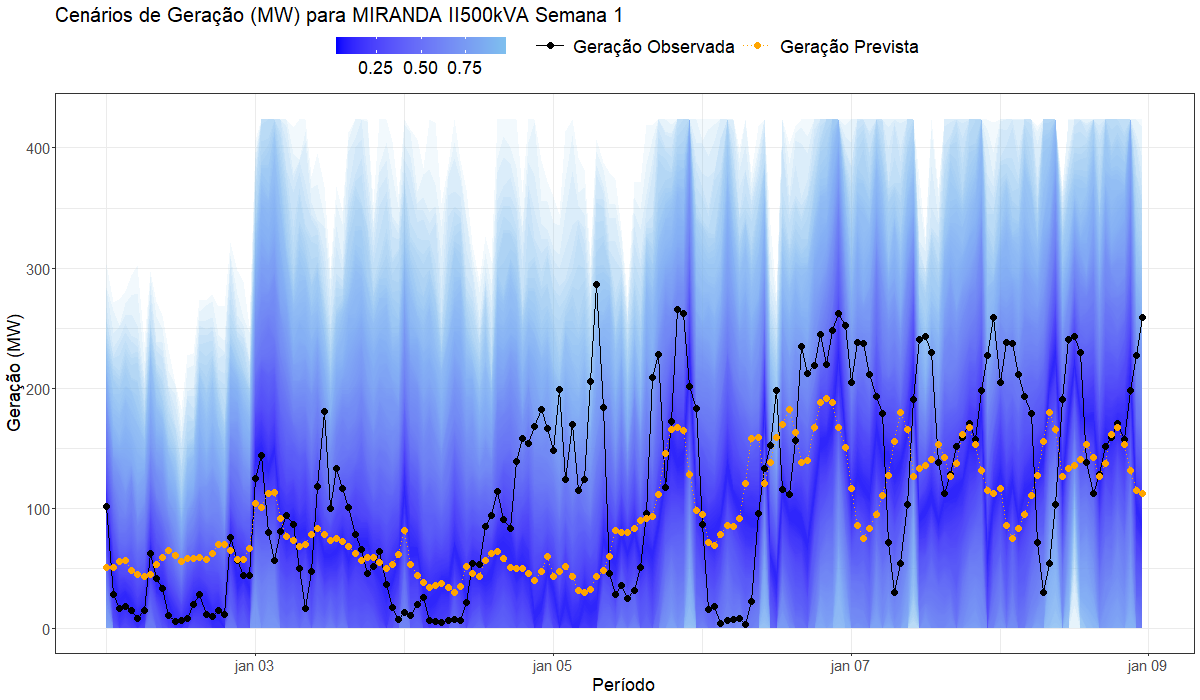 Cenários de Geração (MW) para MIRANDA II500kVA Semana 1
0.25 0.50 0.75
Geração Observada
Geração Prevista
Geração (MW)
400
300
200
100
0
jan 03
jan 05
jan 07
jan 09
Período